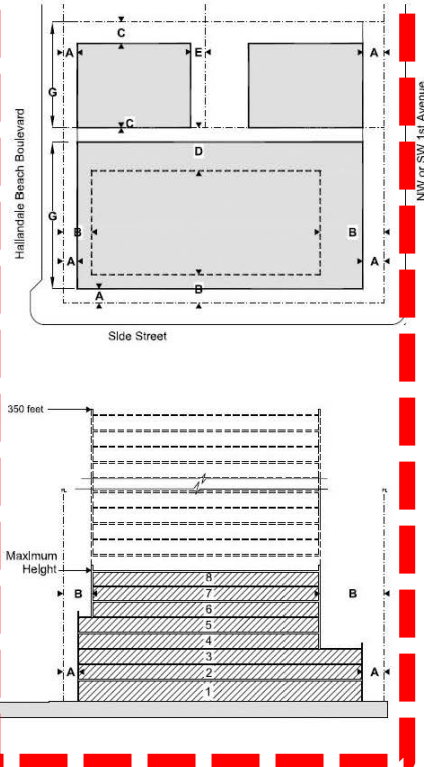 C
A
E
A
G
C
D
G
B
B
A
A
B
A
Hallandale Beach Boulevard
NW or SW 1st Avenue
Side Street
350 feet
Maximum
Height
8
B
7
B
6
5
4
3
A
2
A
1